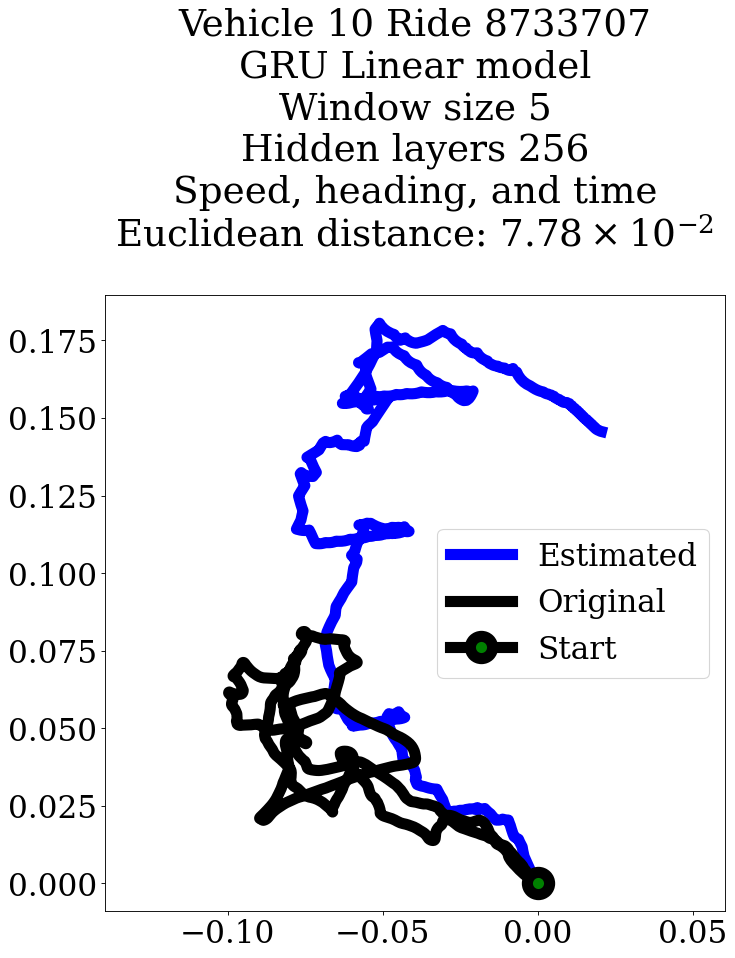 Vehicle 10 Ride 8733707
GRU Linear model
Window size 5
Hidden layers 256
Speed, heading, and time
Euclidean distance: 7.78 × 10⁻²
0.175
0.150
0.125
0.100
0.075
0.050
0.025
0.000
Estimated
Original
Start
−0.10 −0.05 0.00 0.05